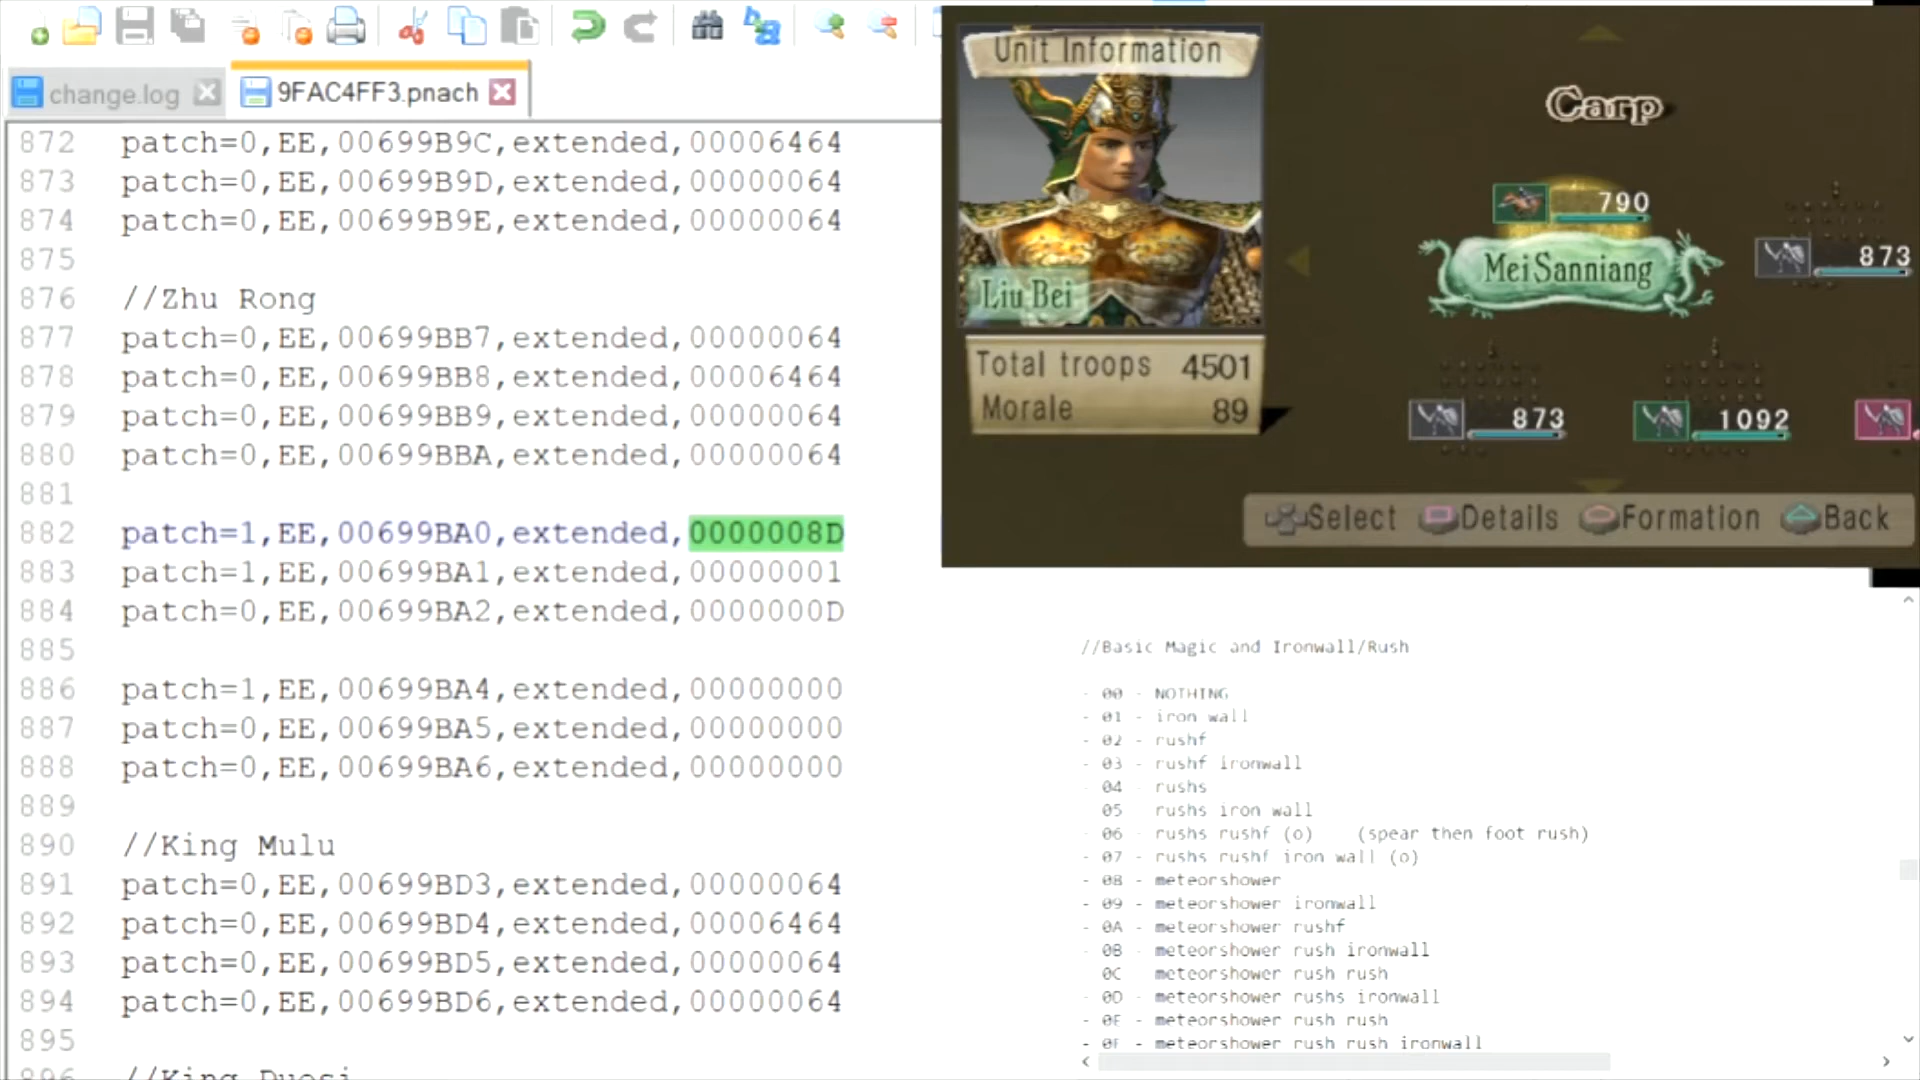 change.log
9FAC4FF3.pnach
872 patch=0,EE,00699B9C,extended,00006464
873 patch=0,EE,00699B9D,extended,00000064
874 patch=0,EE,00699B9E,extended,00000064
875
876 //Zhu Rong
877 patch=0,EE,00699BB7,extended,00000064
878 patch=0,EE,00699BB8,extended,00006464
879 patch=0,EE,00699BB9,extended,00000064
880 patch=0,EE,00699BBA,extended,00000064
881
882 patch=1,EE,00699BA0,extended,0000008D
883 patch=1,EE,00699BA1,extended,00000001
884 patch=0,EE,00699BA2,extended,0000000D
885
886 patch=1,EE,00699BA4,extended,00000000
887 patch=0,EE,00699BA5,extended,00000000
888 patch=0,EE,00699BA6,extended,00000000
889
890 //King Mulu
891 patch=0,EE,00699BD3,extended,00000064
892 patch=0,EE,00699BD4,extended,00006464
893 patch=0,EE,00699BD5,extended,00000064
894 patch=0,EE,00699BD6,extended,00000064
895
896 //King Duosi
Unit Information
Liu Bei
Total troops 4501
Morale 89
Carp
790
Mei Sanniang
873
873
1092
Select Details Formation Back
//Basic Magic and Ironwall/Rush
- 00 - NOTHING
- 01 - iron wall
- 02 - rushf
- 03 - rushf ironwall
04 - rushs
05 rushs iron wall
- 06 - rushs rushf (o) (spear then foot rush)
- 07 - rushs rushf iron wall (o)
- 08 - meteorshower
- 09 - meteorshower ironwall
- 0A - meteorshower rushf
- 0B - meteorshower rush ironwall
0C meteorshower rush rush
- 0D - meteorshower rushs ironwall
- 0E - meteorshower rush rush
- 0F - meteorshower rush rush ironwall